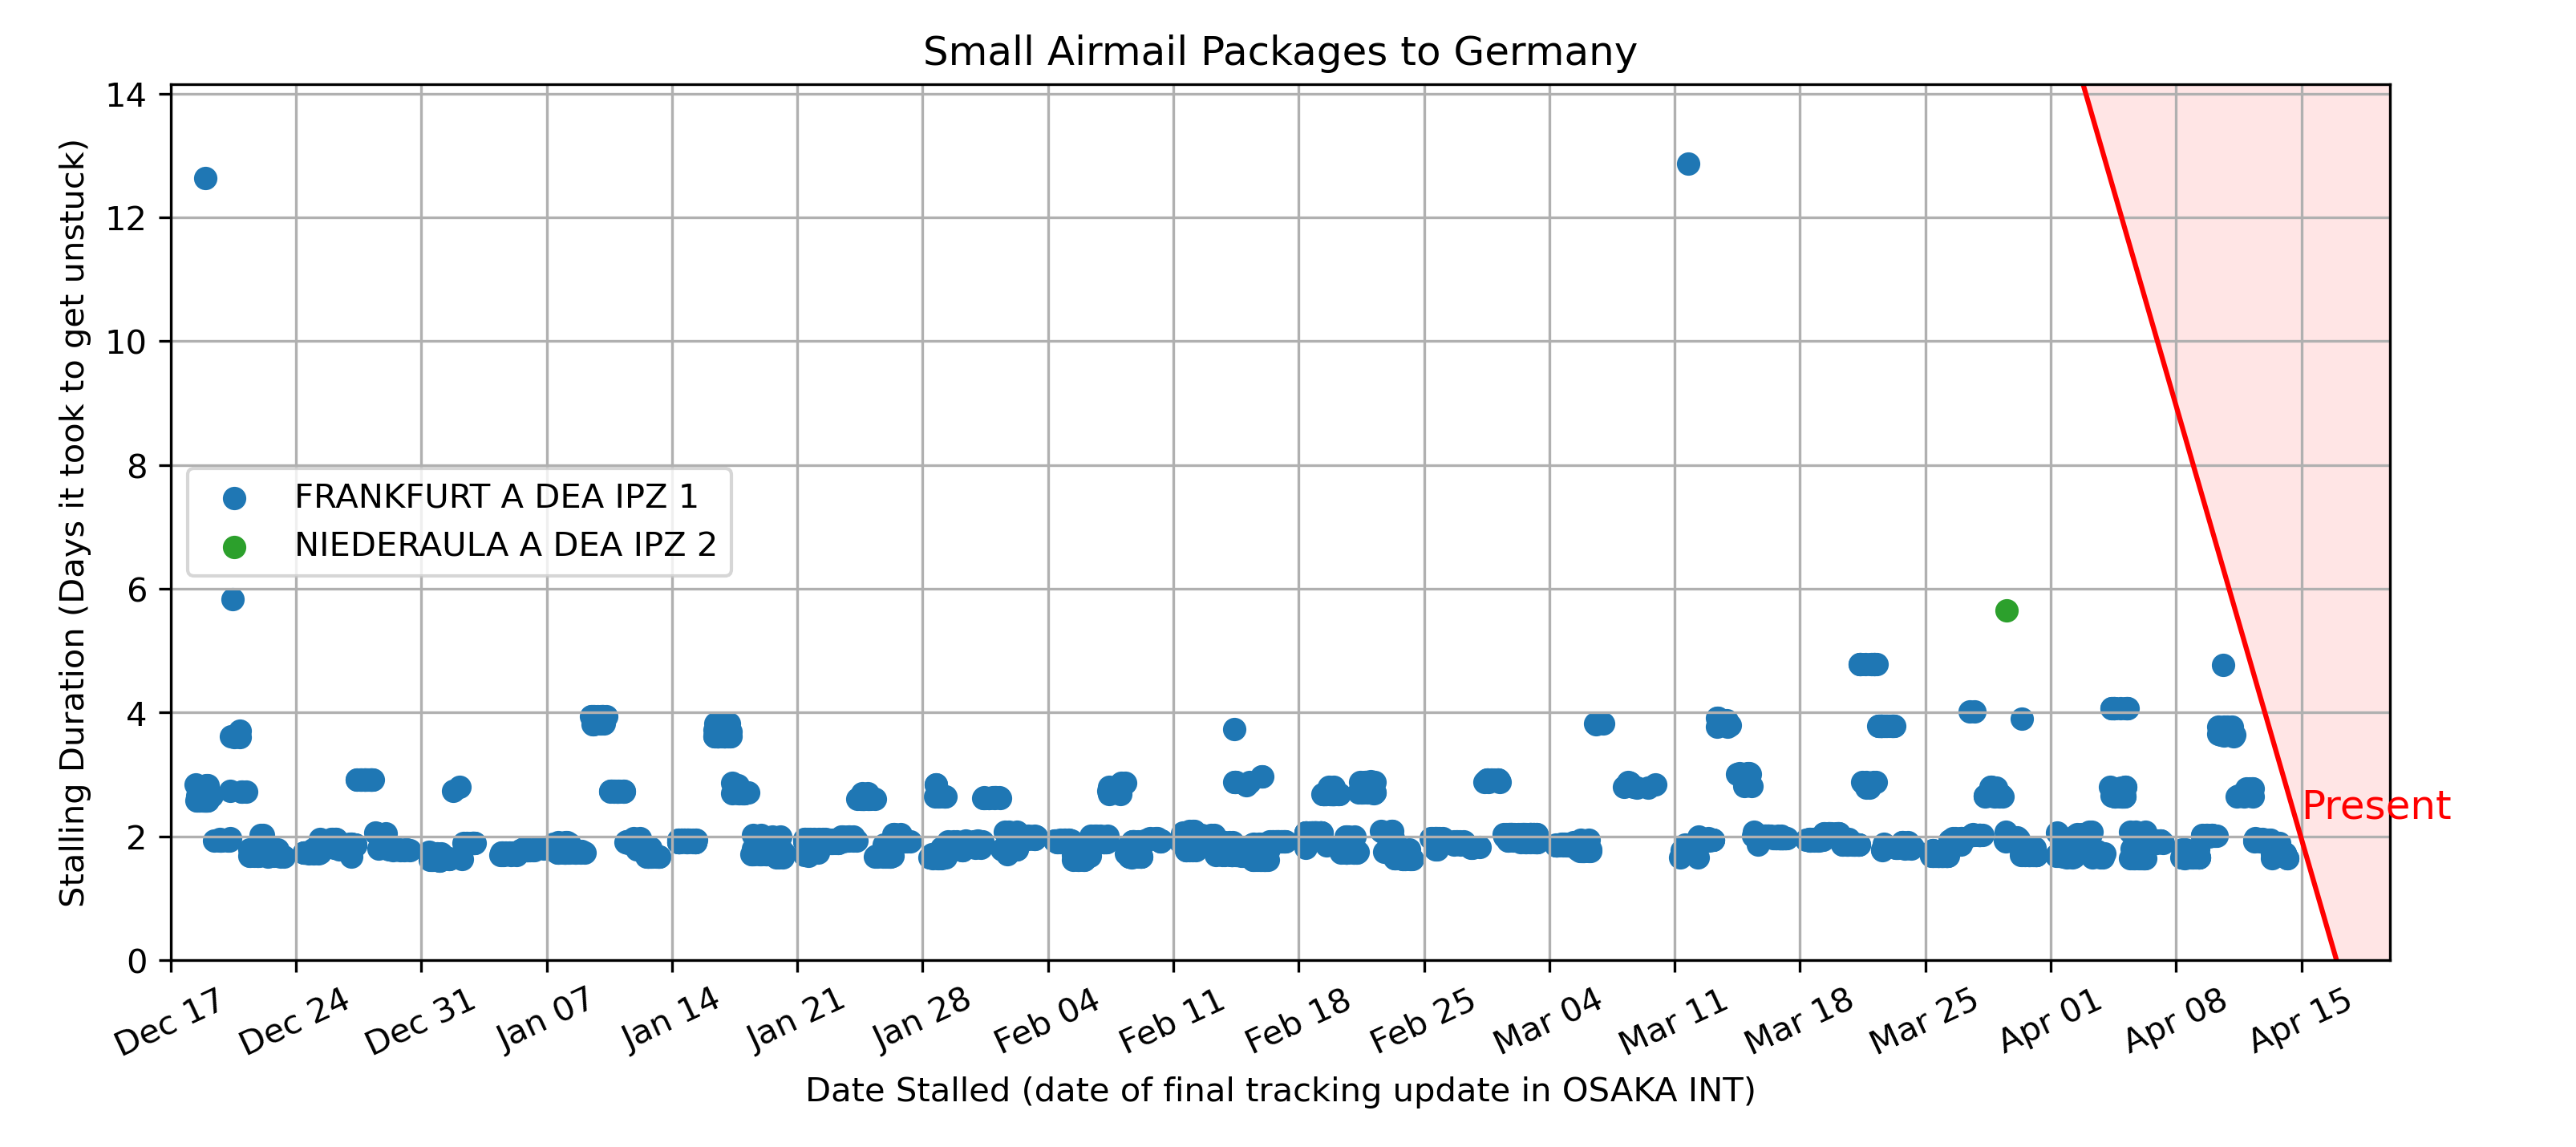 Small Airmail Packages to Germany
Stalling Duration (Days it took to get unstuck)
14
12
10
8
6
4
2
0
FRANKFURT A DEA IPZ 1
NIEDERAULA A DEA IPZ 2
Present
Dec 17
Dec 24
Dec 31
Jan 07
Jan 14
Jan 21
Jan 28
Feb 04
Feb 11
Feb 18
Feb 25
Mar 04
Mar 11
Mar 18
Mar 25
Apr 01
Apr 08
Apr 15
Date Stalled (date of final tracking update in OSAKA INT)